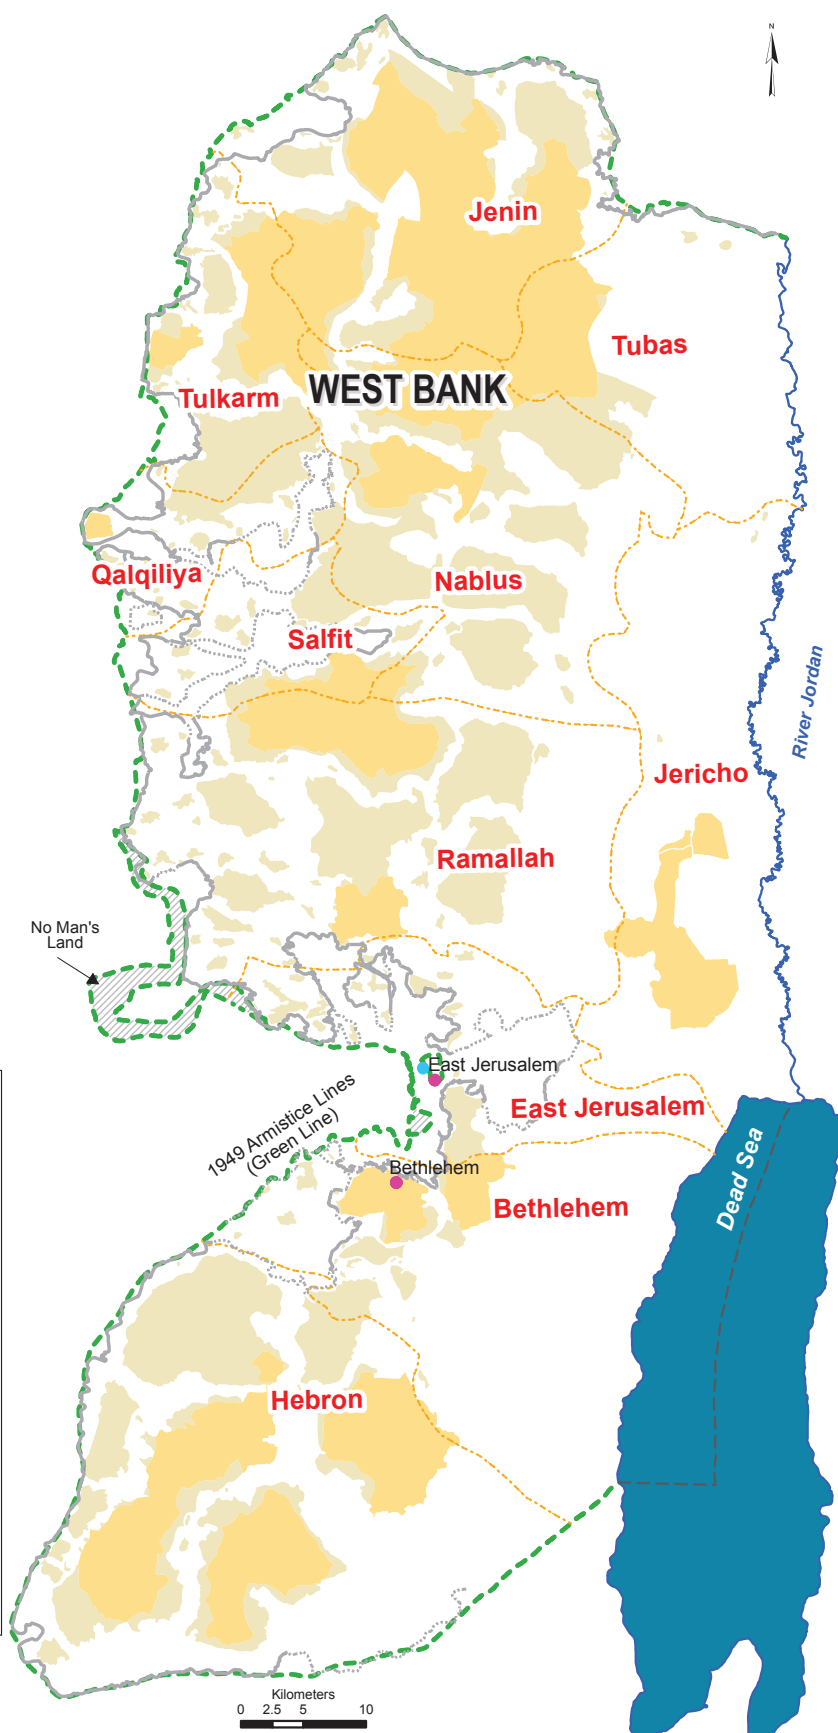 N
Jenin
Tubas
WEST BANK
Tulkarm
Qalqiliya
Nablus
Salfit
River Jordan
Jericho
Ramallah
No Man's
Land
East Jerusalem
1949 Armistice Lines
(Green Line)
East Jerusalem
Bethlehem
Dead Sea
Bethlehem
Hebron
Kilometers
0 2.5 5 10